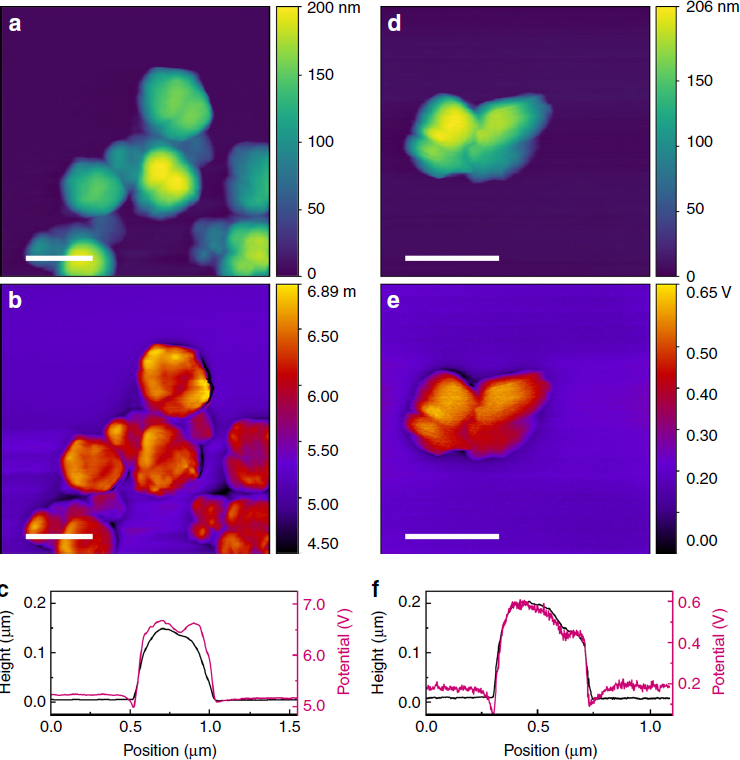 a
200 nm
150
100
50
0
d
206 nm
150
100
50
0
b
6.89 m
6.50
6.00
5.50
5.00
4.50
e
0.65 V
0.50
0.40
0.30
0.20
0.00
c
0.2
0.1
0.0
Height (μm)
7.0
6.0
5.0
Potential (V)
0.0 0.5 1.0 1.5
Position (μm)
f
0.2
0.1
0.0
Height (μm)
0.6
0.4
0.2
Potential (V)
0.0 0.5 1.0
Position (μm)